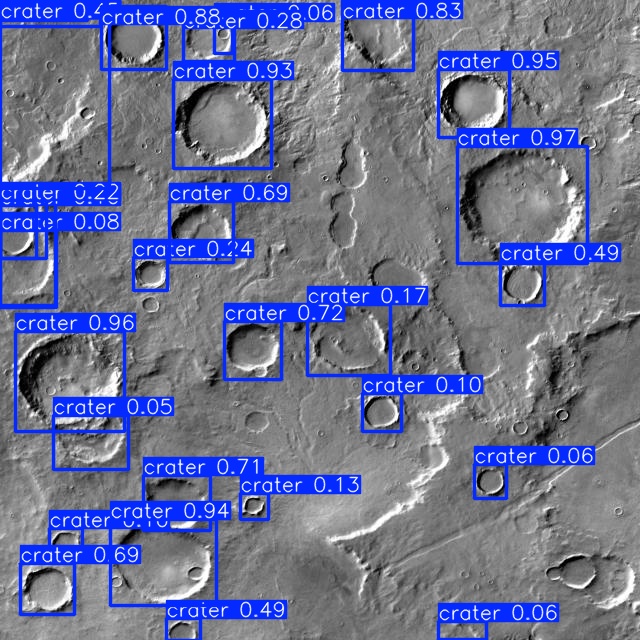 crater 0.88
crater 0.83
crater 0.95
crater 0.93
crater 0.97
crater 0.22
crater 0.69
crater 0.08
crater 0.24
crater 0.49
crater 0.17
crater 0.72
crater 0.96
crater 0.10
crater 0.05
crater 0.06
crater 0.71
crater 0.13
crater 0.94
crater 0.69
crater 0.49
crater 0.06